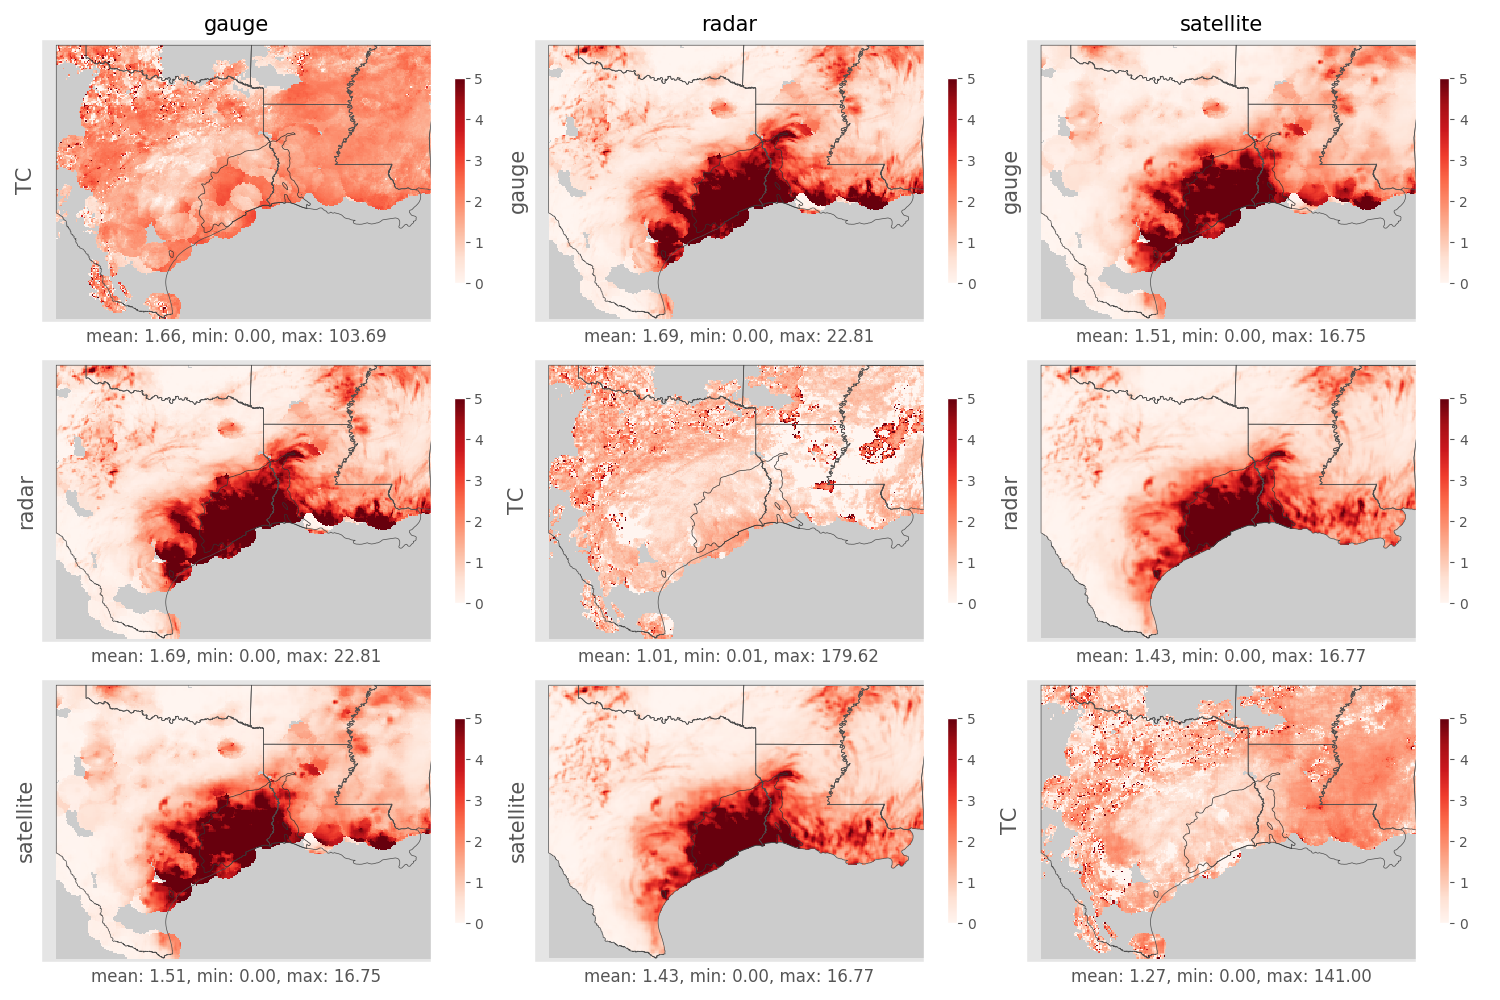 gauge radar satellite
TC
5
4
3
2
1
0
mean: 1.66, min: 0.00, max: 103.69
gauge
5
4
3
2
1
0
mean: 1.69, min: 0.00, max: 22.81
gauge
5
4
3
2
1
0
mean: 1.51, min: 0.00, max: 16.75
radar
5
4
3
2
1
0
mean: 1.69, min: 0.00, max: 22.81
TC
5
4
3
2
1
0
mean: 1.01, min: 0.01, max: 179.62
radar
5
4
3
2
1
0
mean: 1.43, min: 0.00, max: 16.77
satellite
5
4
3
2
1
0
mean: 1.51, min: 0.00, max: 16.75
satellite
5
4
3
2
1
0
mean: 1.43, min: 0.00, max: 16.77
TC
5
4
3
2
1
0
mean: 1.27, min: 0.00, max: 141.00